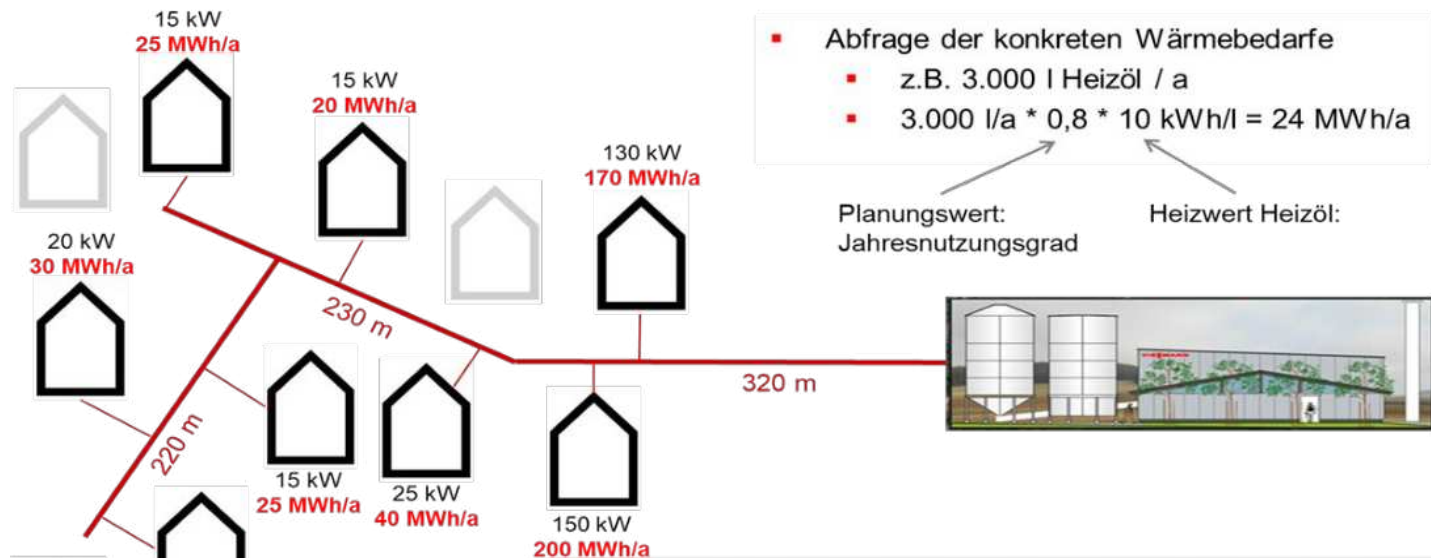 15 kW
25 MWh/a
15 kW
20 MWh/a
130 kW
170 MWh/a
20 kW
30 MWh/a
230 m
220 m
320 m
15 kW
25 MWh/a
25 kW
40 MWh/a
150 kW
200 MWh/a
Abfrage der konkreten Wärmebedarfe
z.B. 3.000 l Heizöl / a
3.000 l/a * 0,8 * 10 kWh/l = 24 MWh/a
Planungswert:
Jahresnutzungsgrad
Heizwert Heizöl:
VIESMANN